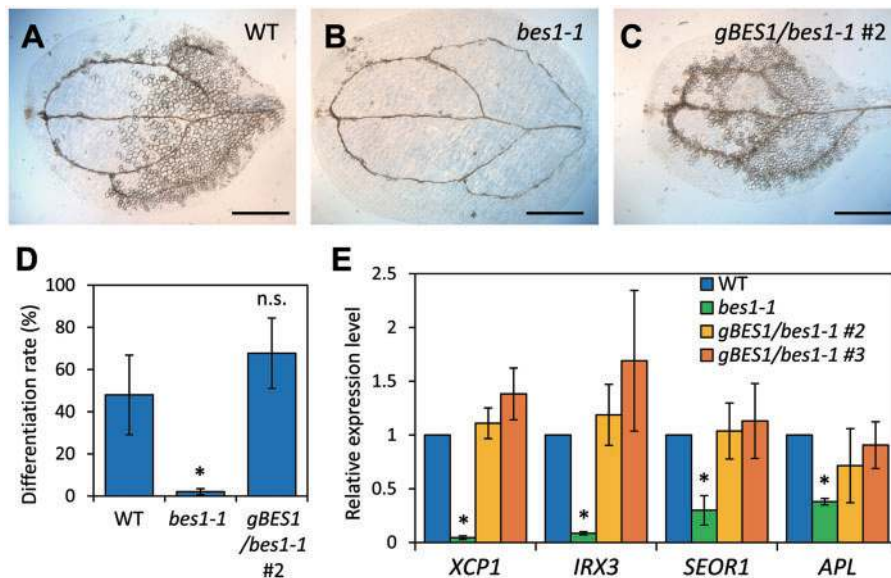 A WT
B bes1-1
C gBES1/bes1-1 #2
D
Differentiation rate (%)
100
80
60
40
20
0
n.s.
*
WT
bes1-1
gBES1
/bes1-1
#2
E
Relative expression level
2.5
2
1.5
1
0.5
0
WT
bes1-1
gBES1/bes1-1 #2
gBES1/bes1-1 #3
* * * *
XCP1 IRX3 SEOR1 APL